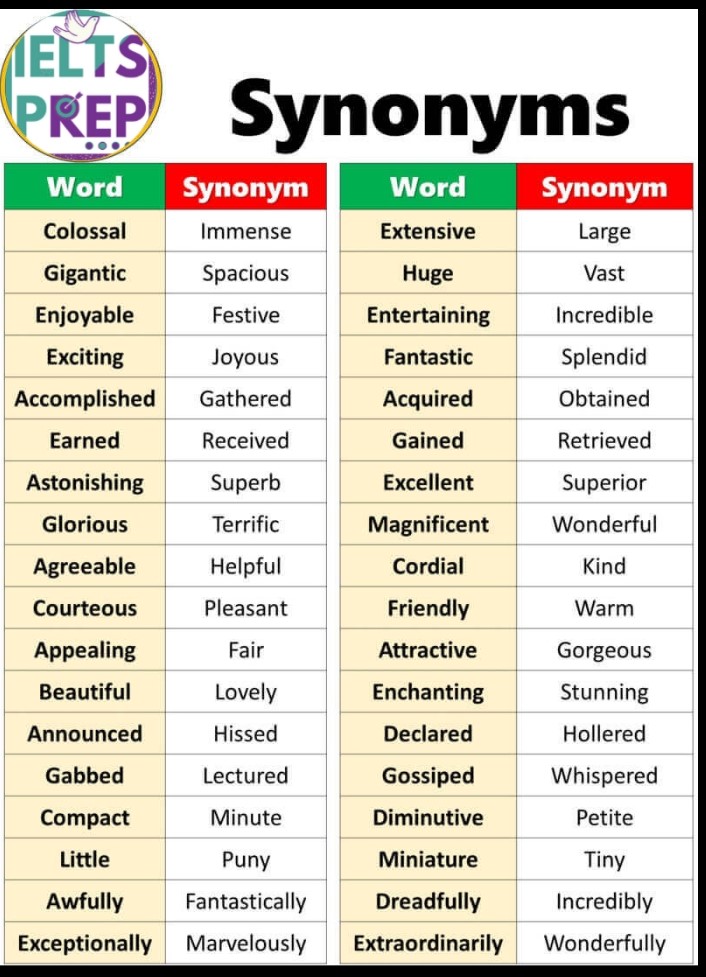 IELTS
PREP
Synonyms
Word Synonym Word Synonym
Colossal Immense Extensive Large
Gigantic Spacious Huge Vast
Enjoyable Festive Entertaining Incredible
Exciting Joyous Fantastic Splendid
Accomplished Gathered Acquired Obtained
Earned Received Gained Retrieved
Astonishing Superb Excellent Superior
Glorious Terrific Magnificent Wonderful
Agreeable Helpful Cordial Kind
Courteous Pleasant Friendly Warm
Appealing Fair Attractive Gorgeous
Beautiful Lovely Enchanting Stunning
Announced Hissed Declared Hollered
Gabbed Lectured Gossiped Whispered
Compact Minute Diminutive Petite
Little Puny Miniature Tiny
Awfully Fantastically Dreadfully Incredibly
Exceptionally Marvelously Extraordinarily Wonderfully